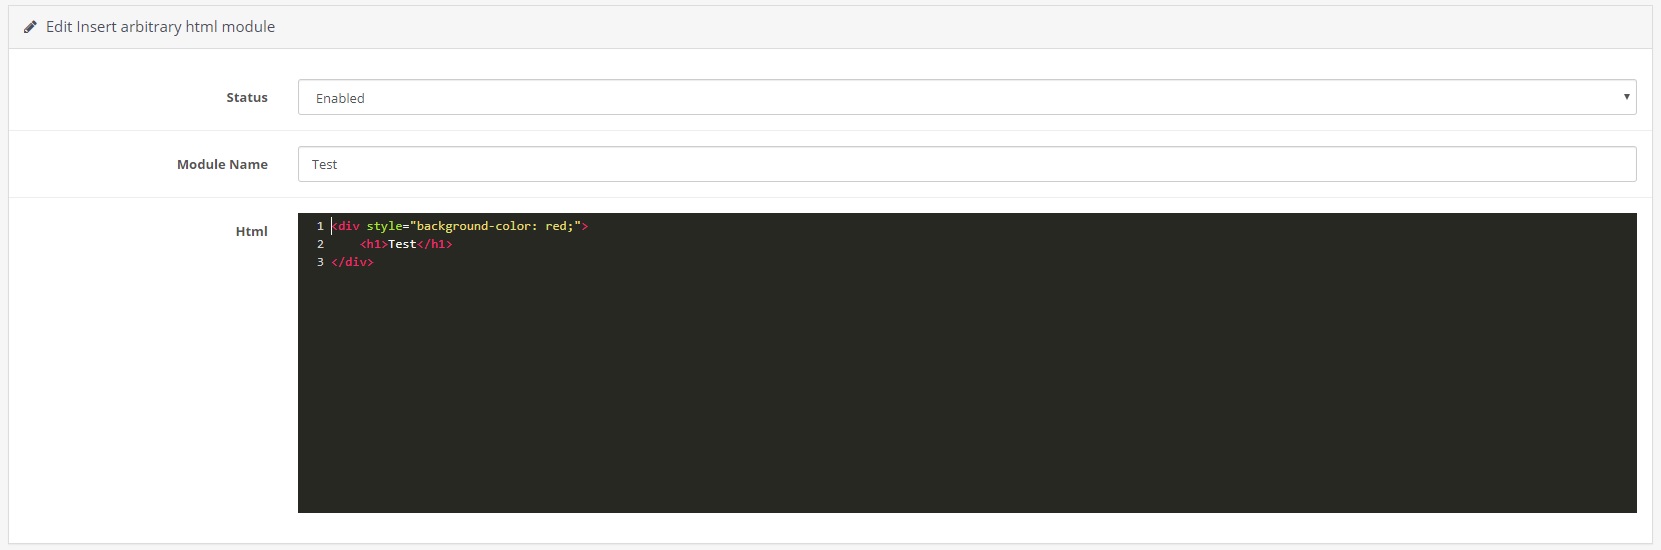 Edit Insert arbitrary html module
Status
Enabled
Module Name
Test
Html
1 <div style="background-color: red;">
2     <h1>Test</h1>
3 </div>